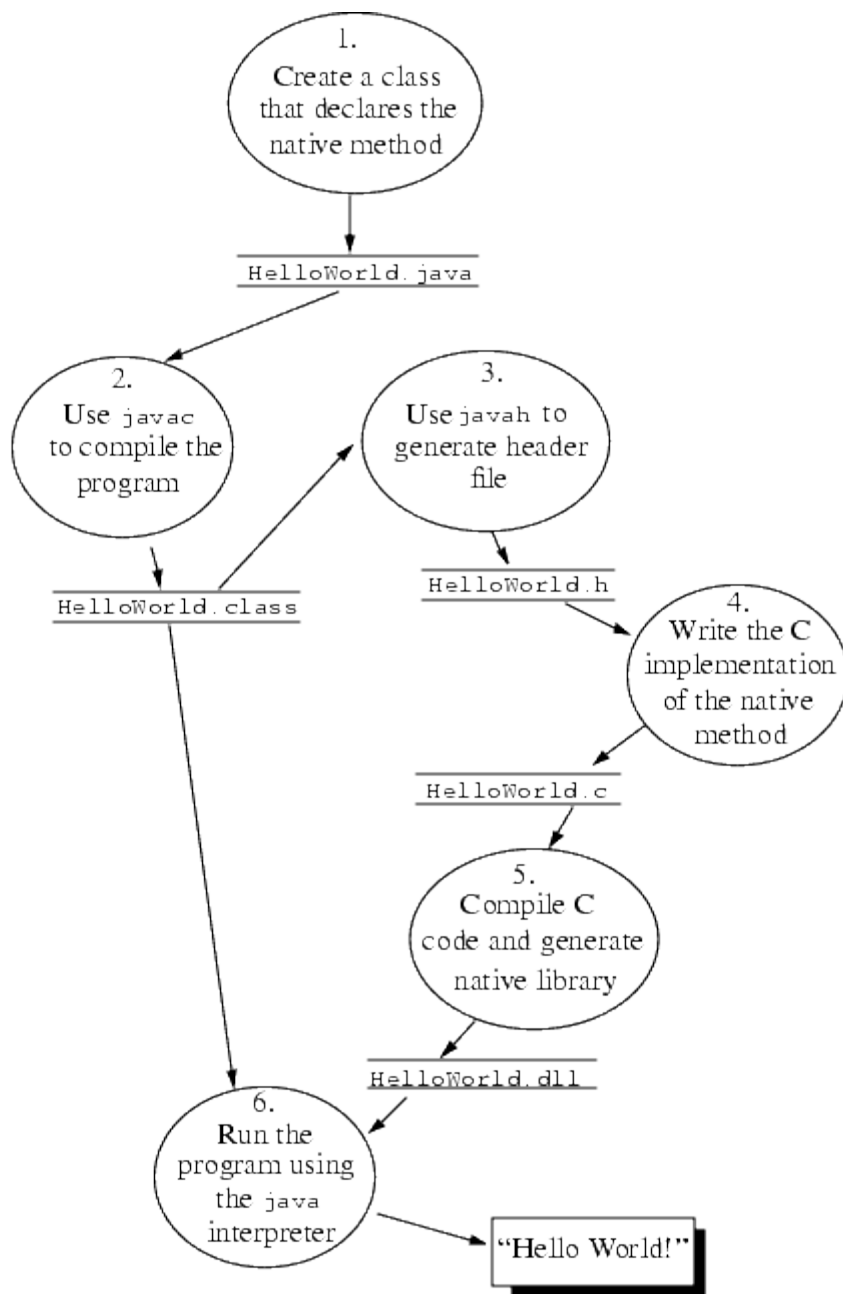 1.
Create a class
that declares the
native method
HelloWorld.java
2.
Use javac
to compile the
program
3.
Use javah to
generate header
file
HelloWorld.class
HelloWorld.h
4.
Write the C
implementation
of the native
method
HelloWorld.c
5.
Compile C
code and generate
native library
HelloWorld.dll
6.
Run the
program using
the java
interpreter
“Hello World!”